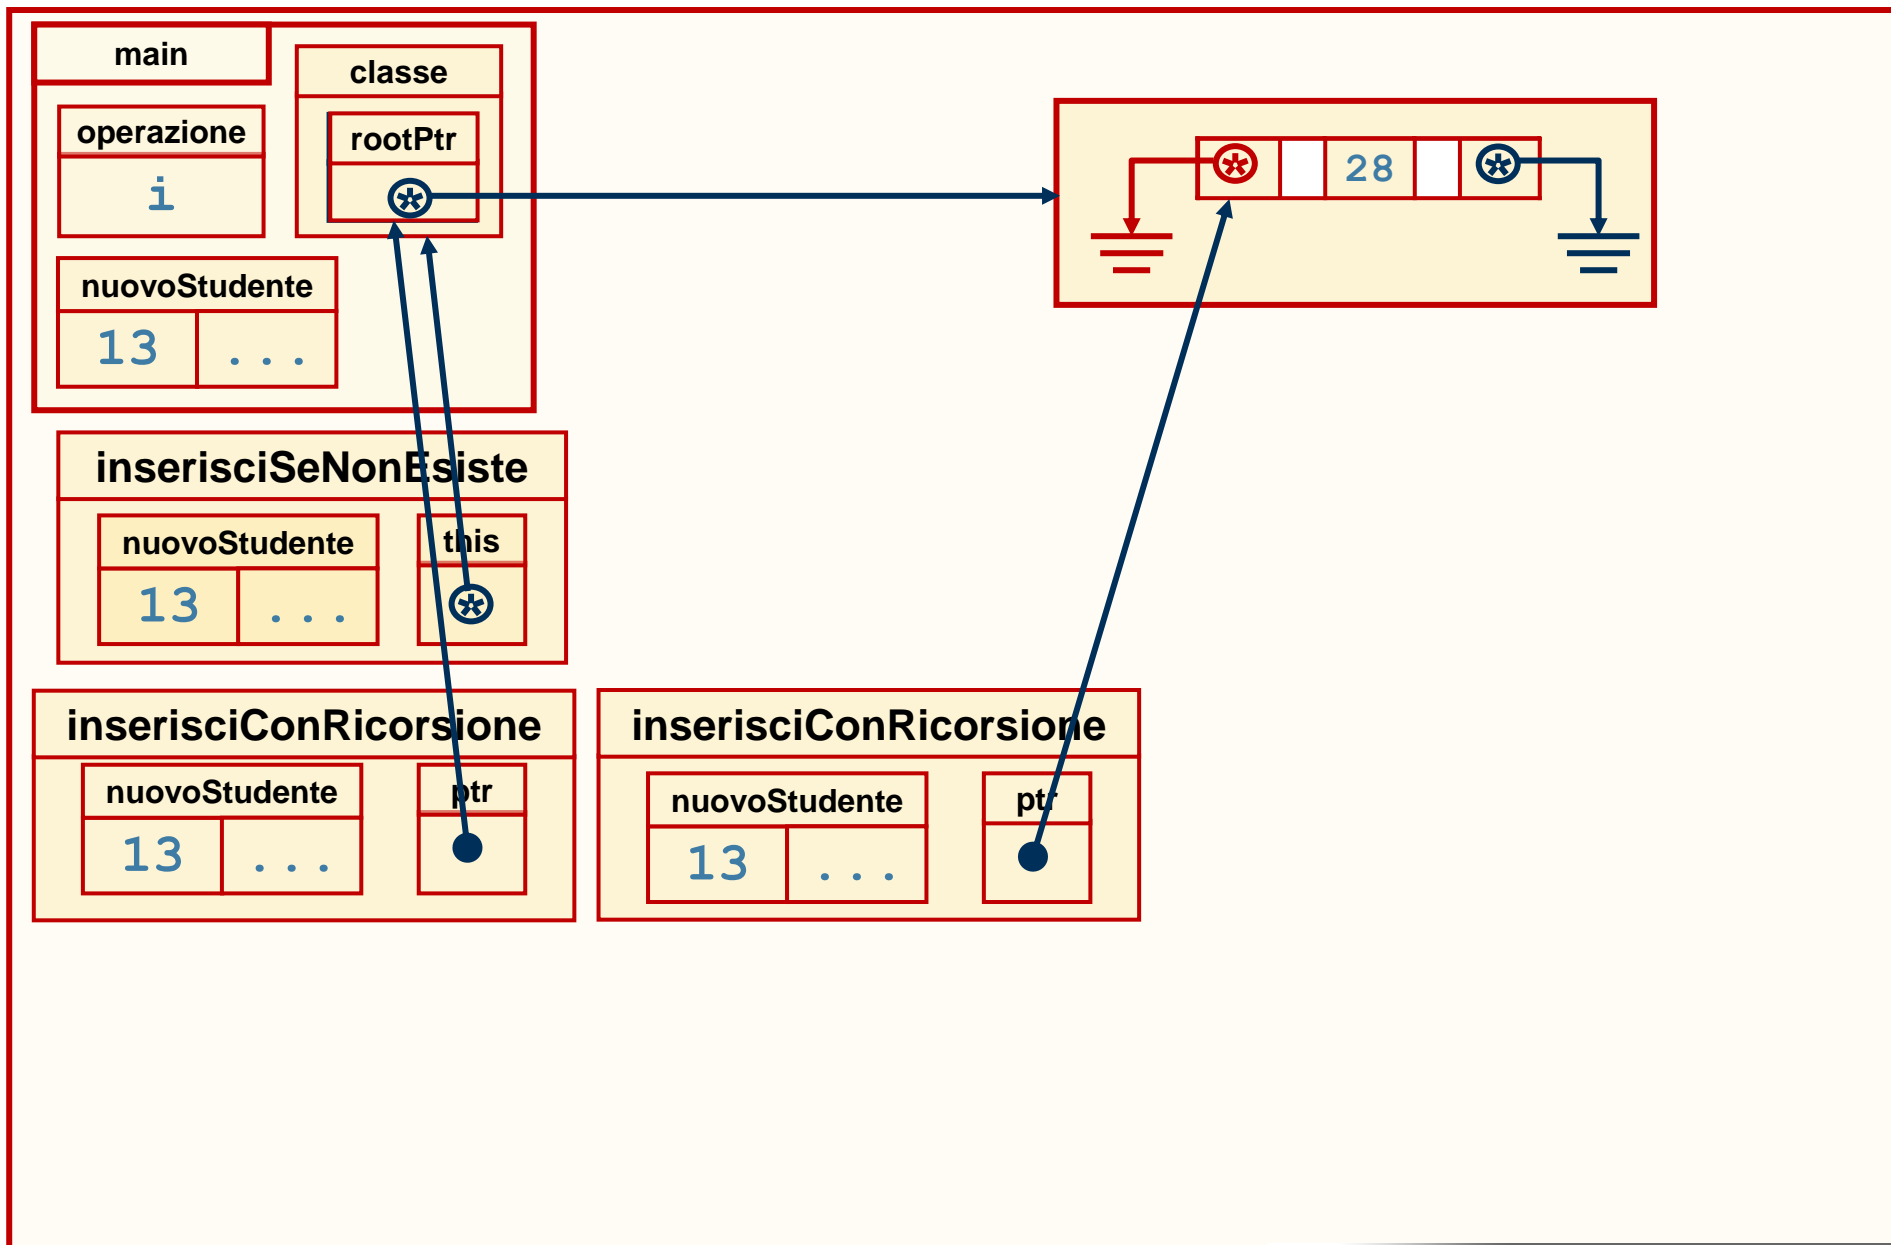 main
classe
operazione
rootPtr
i
28
nuovoStudente
13 ...
inserisciSeNonEsiste
nuovoStudente this
13 ...
inserisciConRicorsione
nuovoStudente ptr
13 ...
inserisciConRicorsione
nuovoStudente ptr
13 ...